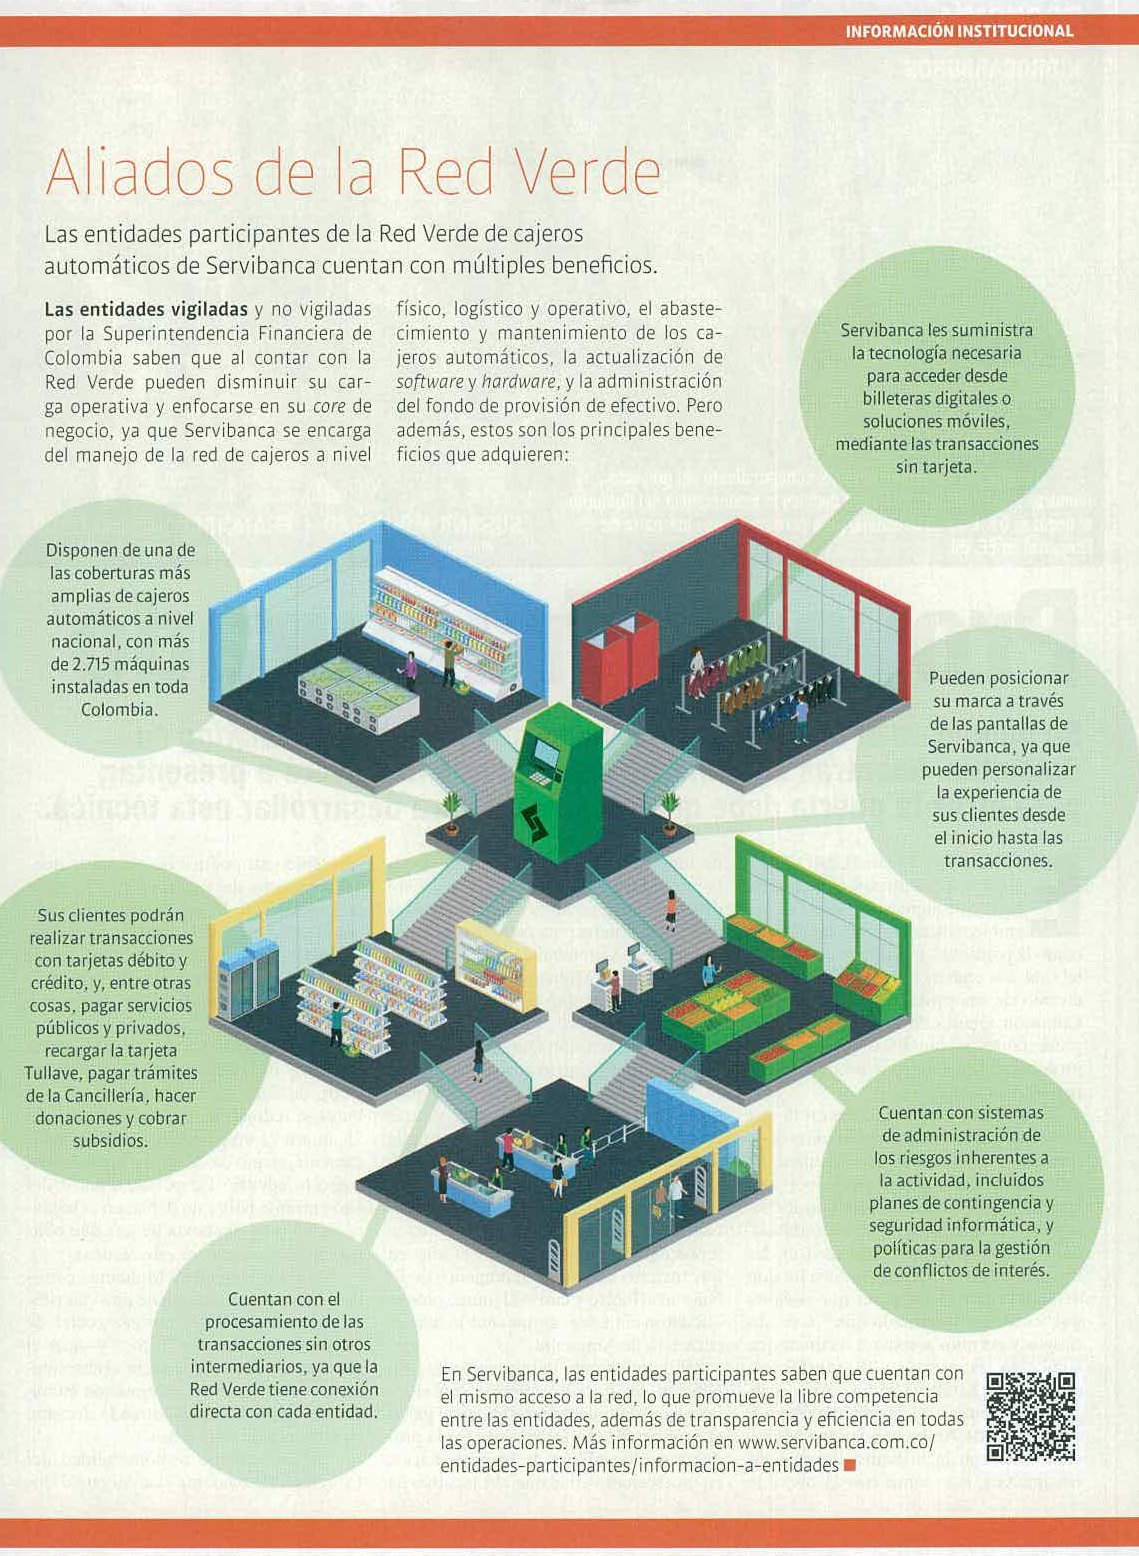 INFORMACIÓN INSTITUCIONAL
Aliados de la Red Verde
Las entidades participantes de la Red Verde de cajeros
automáticos de Servibanca cuentan con múltiples beneficios.
Las entidades vigiladas y no vigiladas
por la Superintendencia Financiera de
Colombia saben que al contar con la
Red Verde pueden disminuir su car-
ga operativa y enfocarse en su core de
negocio, ya que Servibanca se encarga
del manejo de la red de cajeros a nivel
físico, logístico y operativo, el abaste-
cimiento y mantenimiento de los ca-
jeros automáticos, la actualización de
software y hardware, y la administración
del fondo de provisión de efectivo. Pero
además, estos son los principales bene-
ficios que adquieren:
Servibanca les suministra
la tecnología necesaria
para acceder desde
billeteras digitales o
soluciones móviles,
mediante las transacciones
sin tarjeta.
Disponen de una de
las coberturas más
amplias de cajeros
automáticos a nivel
nacional, con más
de 2.715 máquinas
instaladas en toda
Colombia.
Pueden posicionar
su marca a través
de las pantallas de
Servibanca, ya que
pueden personalizar
la experiencia de
sus clientes desde
el inicio hasta las
transacciones.
Sus clientes podrán
realizar transacciones
con tarjetas débito y
crédito, y, entre otras
cosas, pagar servicios
públicos y privados,
recargar la tarjeta
Tullave, pagar trámites
de la Cancillería, hacer
donaciones y cobrar
subsidios.
Cuentan con sistemas
de administración de
los riesgos inherentes a
la actividad, incluidos
planes de contingencia y
seguridad informática, y
políticas para la gestión
de conflictos de interés.
Cuentan con el
procesamiento de las
transacciones sin otros
intermediarios, ya que la
Red Verde tiene conexión
directa con cada entidad.
En Servibanca, las entidades participantes saben que cuentan con
el mismo acceso a la red, lo que promueve la libre competencia
entre las entidades, además de transparencia y eficiencia en todas
las operaciones. Más información en www.servibanca.com.co/
entidades-participantes/informacion-a-entidades